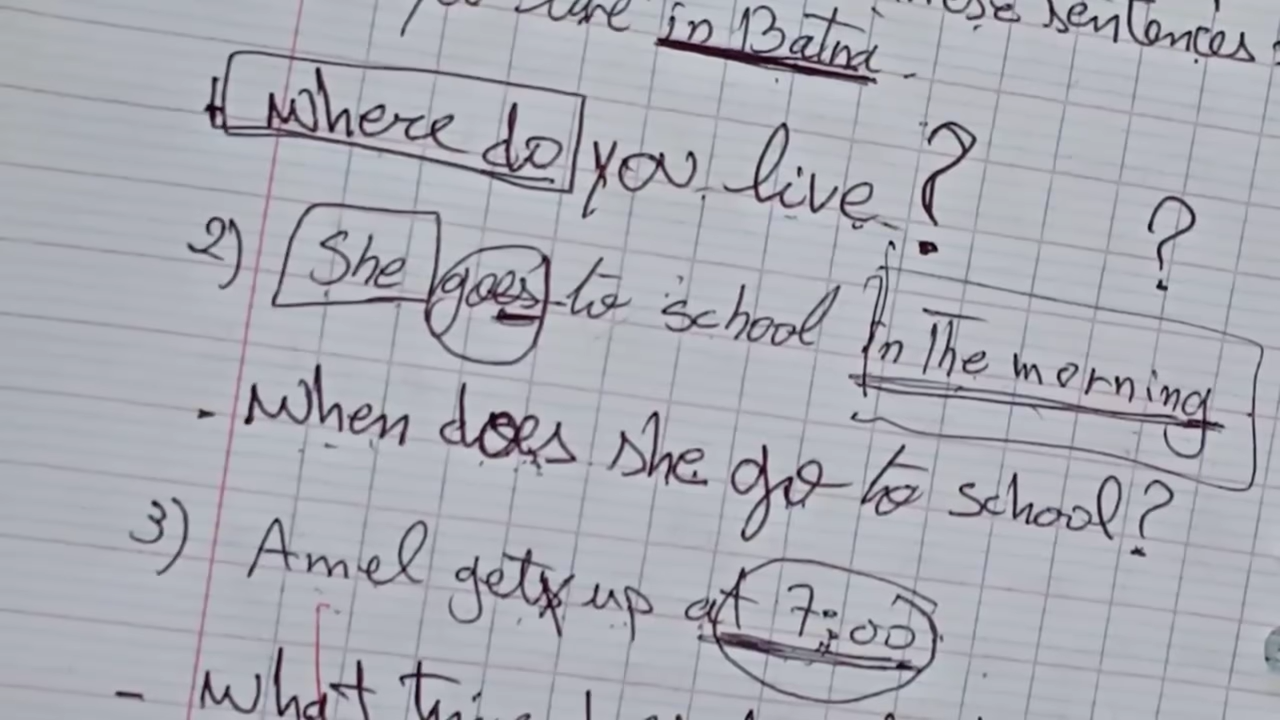 in Batna.
these sentences:
Where do you live?
2) She goes to school in The morning ?
- When does she go to school?
3) Amel gets up at 7:00
- What